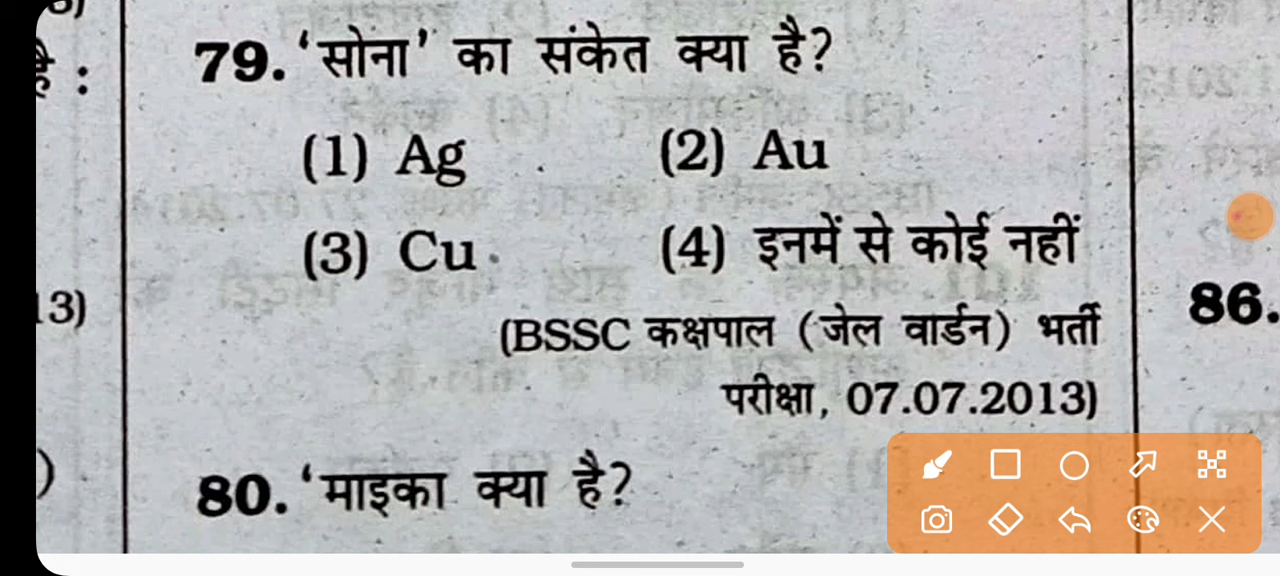 79. ‘सोना’ का संकेत क्या है?
(1) Ag (2) Au
(3) Cu (4) इनमें से कोई नहीं
(BSSC कक्षपाल (जेल वार्डन) भर्ती
परीक्षा, 07.07.2013)
80. ‘माइका क्या है?
है :
13)
)
86.